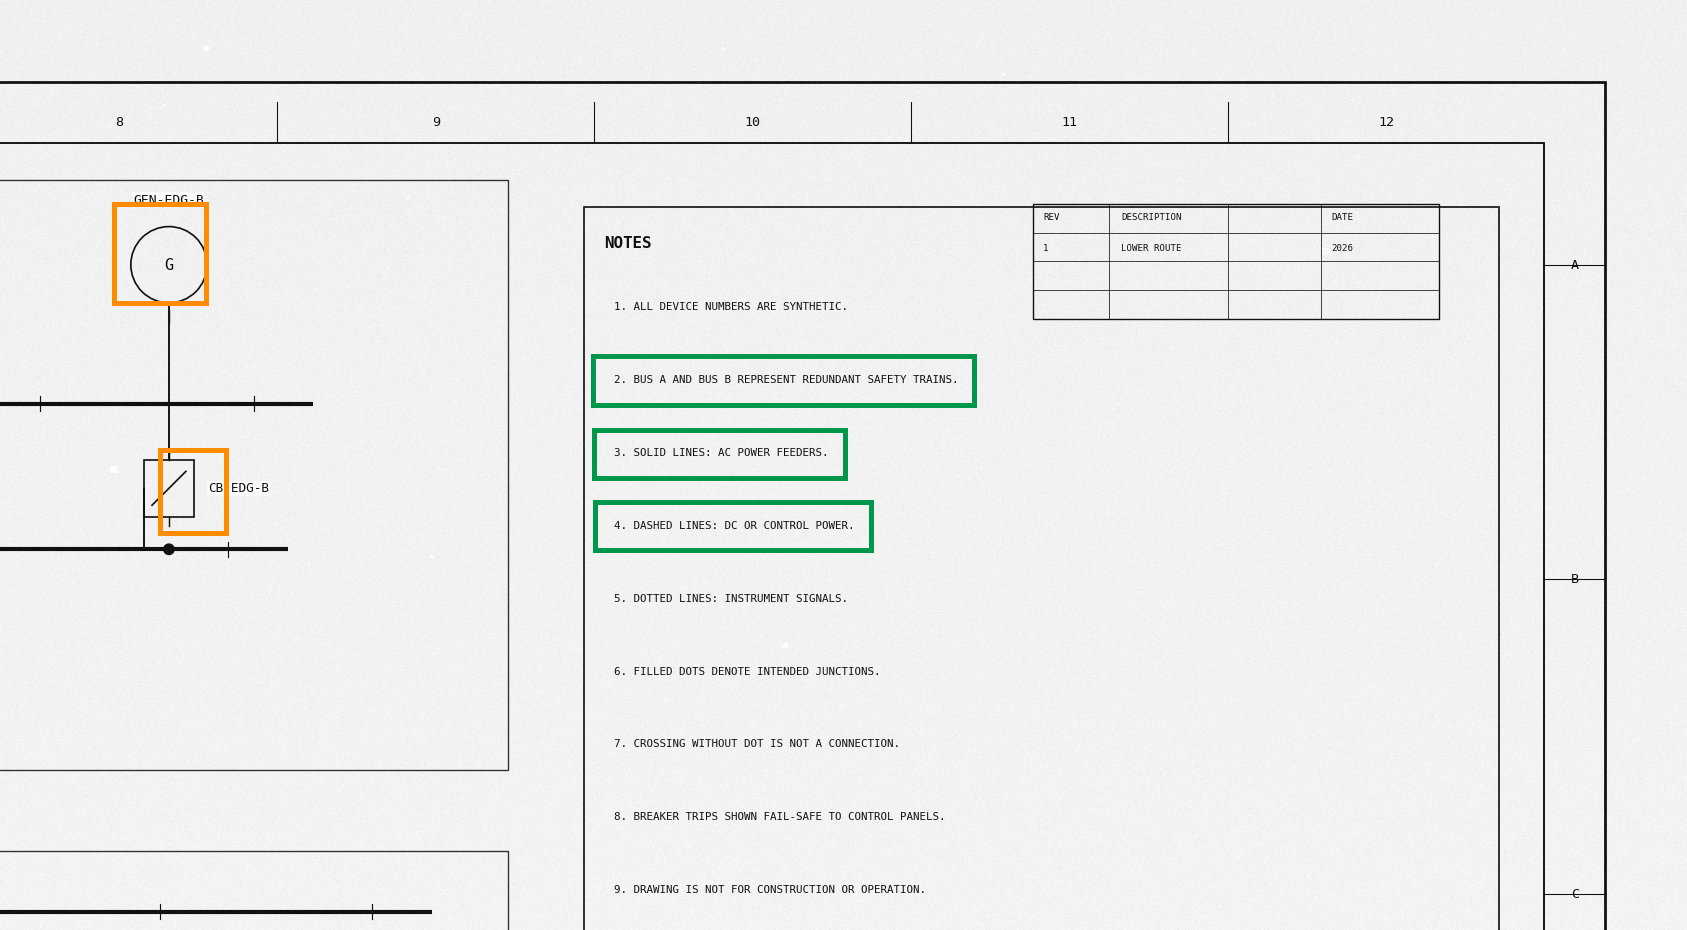 8 9 10 11 12
GEN-EDG-B
G
CB-EDG-B
NOTES
1. ALL DEVICE NUMBERS ARE SYNTHETIC.
2. BUS A AND BUS B REPRESENT REDUNDANT SAFETY TRAINS.
3. SOLID LINES: AC POWER FEEDERS.
4. DASHED LINES: DC OR CONTROL POWER.
5. DOTTED LINES: INSTRUMENT SIGNALS.
6. FILLED DOTS DENOTE INTENDED JUNCTIONS.
7. CROSSING WITHOUT DOT IS NOT A CONNECTION.
8. BREAKER TRIPS SHOWN FAIL-SAFE TO CONTROL PANELS.
9. DRAWING IS NOT FOR CONSTRUCTION OR OPERATION.
REV DESCRIPTION DATE
1 LOWER ROUTE 2026
A
B
C